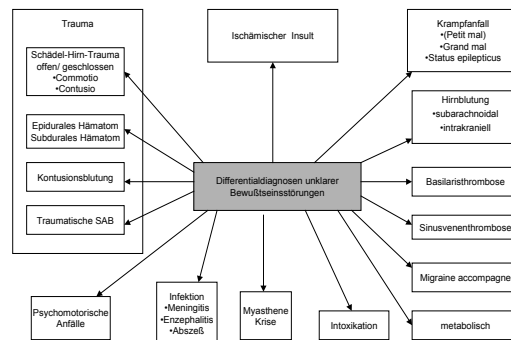 Trauma
Schädel-Hirn-Trauma
offen/ geschlossen
•Commotio
•Contusio
Epidurales Hämatom
Subdurales Hämatom
Kontusionsblutung
Traumatische SAB
Ischämischer Insult
Krampfanfall
•(Petit mal)
•Grand mal
•Status epilepticus
Hirnblutung
•subarachnoidal
•intrakraniell
Differentialdiagnosen unklarer
Bewußtseinsstörungen
Basilaristhrombose
Sinusvenenthrombose
Migraine accompagne
Psychomotorische
Anfälle
Infektion
•Meningitis
•Enzephalitis
•Abszeß
Myasthene
Krise
Intoxikation
metabolisch